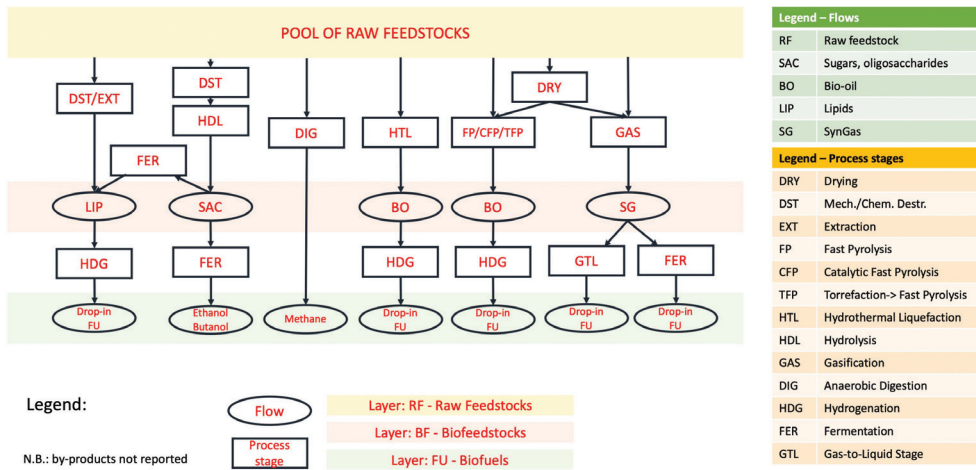 POOL OF RAW FEEDSTOCKS
DST/EXT
DST
HDL
FER
DIG
HTL
DRY
FP/CFP/TFP
GAS
LIP
SAC
BO
BO
SG
HDG
FER
HDG
HDG
GTL
FER
Drop-in
FU
Ethanol
Butanol
Methane
Drop-in
FU
Drop-in
FU
Drop-in
FU
Drop-in
FU
Legend:
Flow
Process
stage
Layer: RF - Raw Feedstocks
Layer: BF - Biofeedstocks
Layer: FU - Biofuels
N.B.: by-products not reported
Legend – Flows
RF Raw feedstock
SAC Sugars, oligosaccharides
BO Bio-oil
LIP Lipids
SG SynGas
Legend – Process stages
DRY Drying
DST Mech./Chem. Destr.
EXT Extraction
FP Fast Pyrolysis
CFP Catalytic Fast Pyrolysis
TFP Torrefaction-> Fast Pyrolysis
HTL Hydrothermal Liquefaction
HDL Hydrolysis
GAS Gasification
DIG Anaerobic Digestion
HDG Hydrogenation
FER Fermentation
GTL Gas-to-Liquid Stage